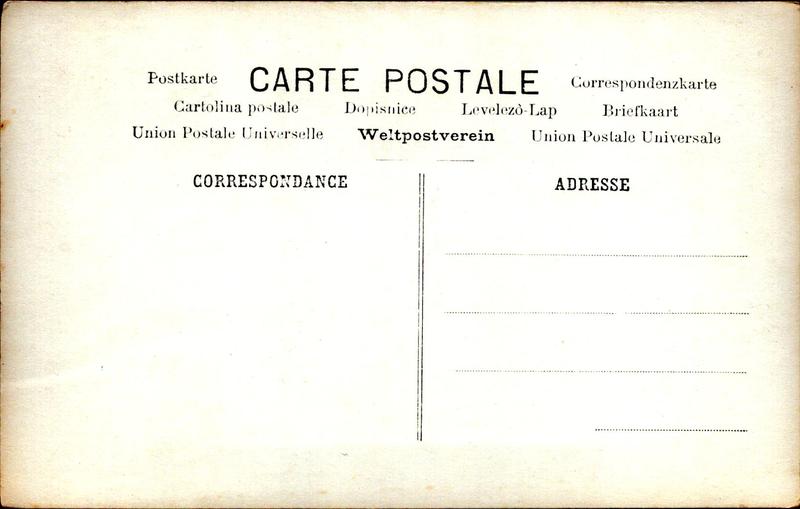 Postkarte CARTE POSTALE Correspondenzkarte
Cartolina postale Dopisnice Levelezö-Lap Briefkaart
Union Postale Universelle Weltpostverein Union Postale Universale
CORRESPONDANCE ADRESSE